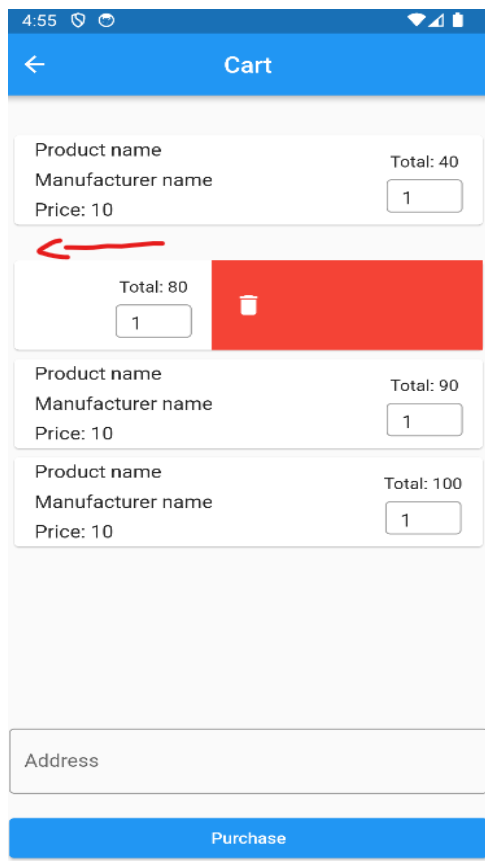 4:55
Cart
Product name
Total: 40
Manufacturer name
1
Price: 10
Total: 80
1
Product name
Total: 90
Manufacturer name
1
Price: 10
Product name
Total: 100
Manufacturer name
1
Price: 10
Address
Purchase